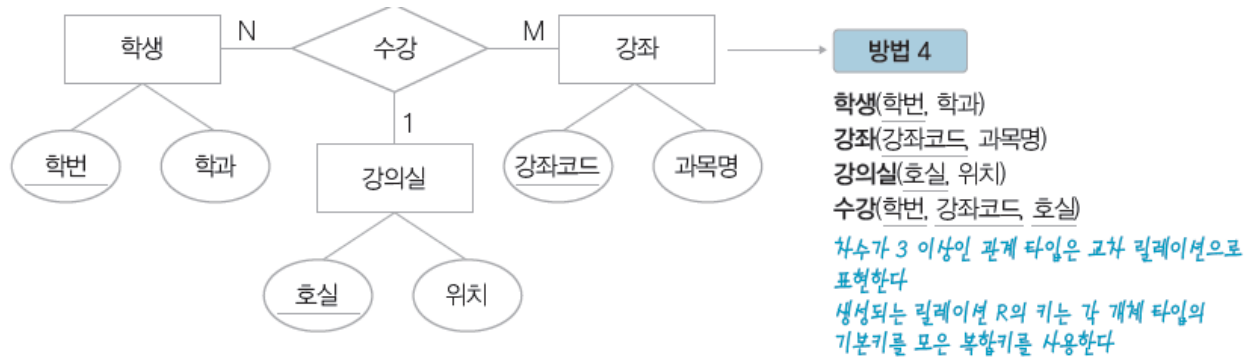 학생
N
수강
M
강좌
방법 4
1
학번
학과
강의실
강좌코드
과목명
호실
위치
학생(학번, 학과)
강좌(강좌코드, 과목명)
강의실(호실, 위치)
수강(학번, 강좌코드, 호실)
차수가 3 이상인 관계 타입은 교차 릴레이션으로
표현한다
생성되는 릴레이션 R의 키는 각 개체 타입의
기본키를 모은 복합키를 사용한다